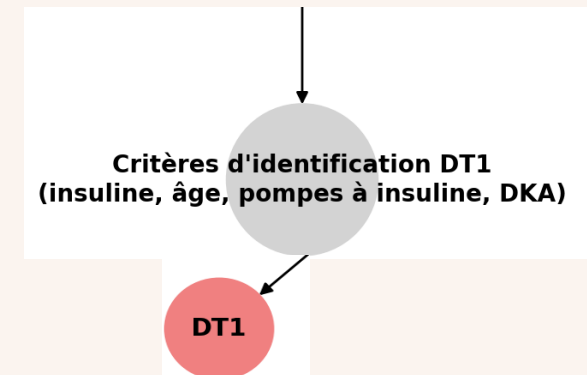 Critères d'identification DT1
(insuline, âge, pompes à insuline, DKA)
DT1